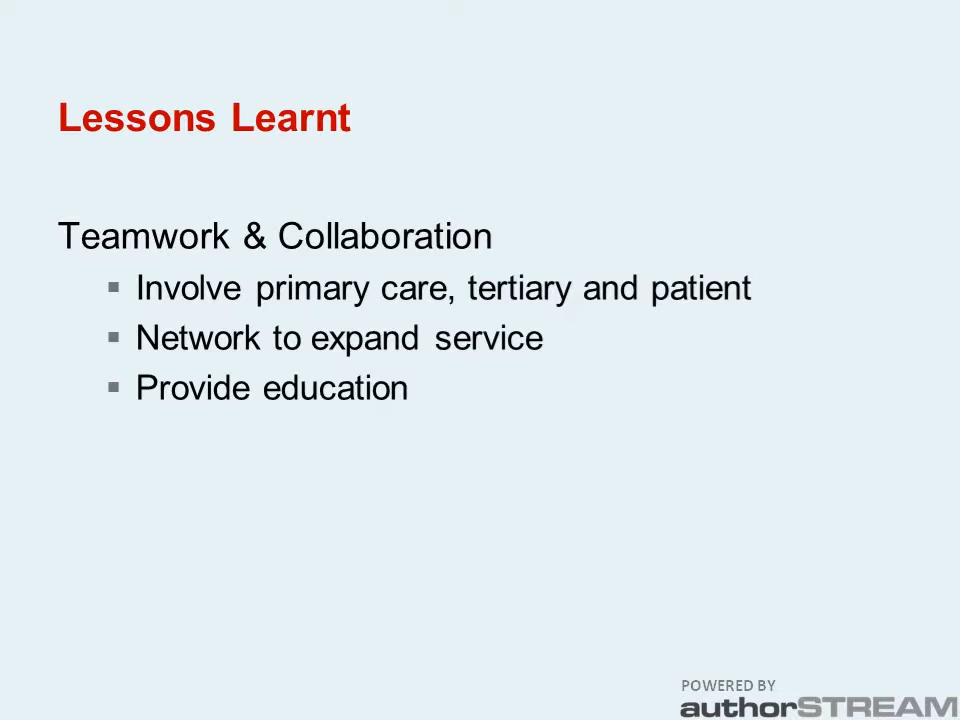 Lessons Learnt
Teamwork & Collaboration
▪ Involve primary care, tertiary and patient
▪ Network to expand service
▪ Provide education
POWERED BY
authorSTREAM